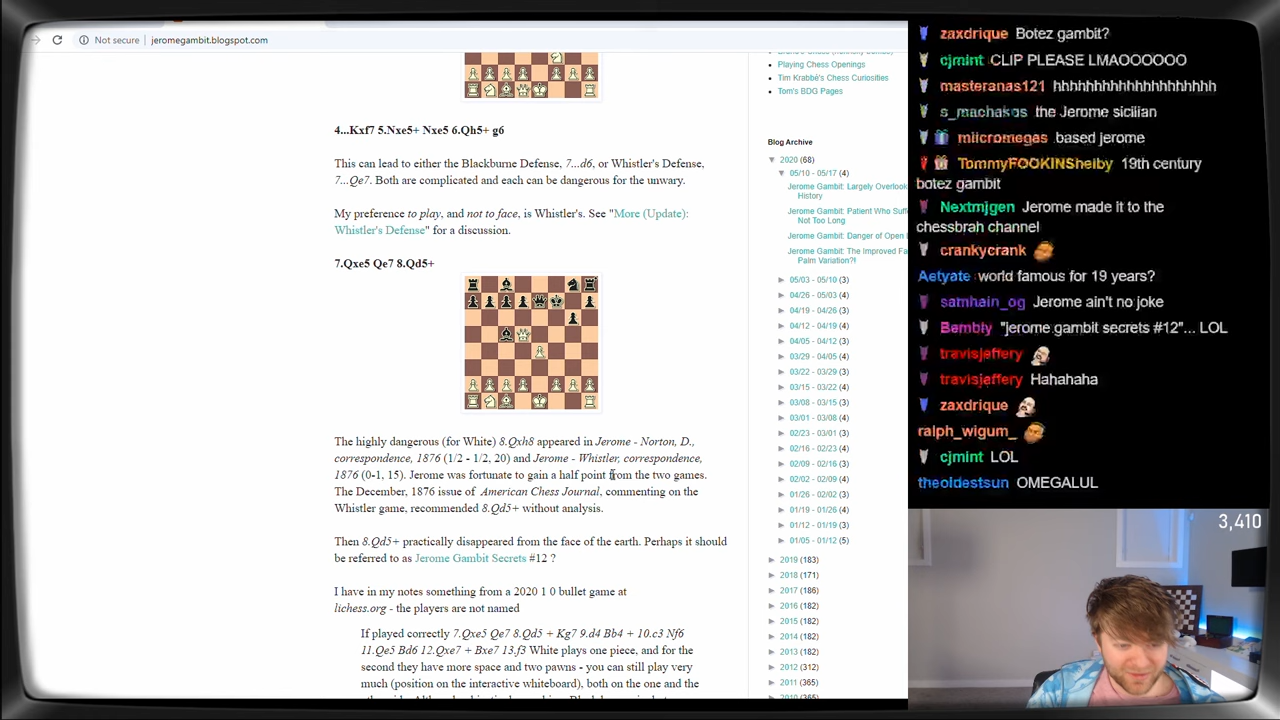 Not secure
jeromegambit.blogspot.com
4...Kxf7 5.Nxe5+ Nxe5 6.Qh5+ g6
This can lead to either the Blackburne Defense, 7...d6, or Whistler's Defense,
7...Qe7. Both are complicated and each can be dangerous for the unwary.
My preference to play, and not to face, is Whistler's. See "More (Update):
Whistler's Defense" for a discussion.
7.Qxe5 Qe7 8.Qd5+
The highly dangerous (for White) 8.Qxh8 appeared in Jerome - Norton, D.,
correspondence, 1876 (1/2 - 1/2, 20) and Jerome - Whistler, correspondence,
1876 (0-1, 15). Jerome was fortunate to gain a half point from the two games.
The December, 1876 issue of American Chess Journal, commenting on the
Whistler game, recommended 8.Qd5+ without analysis.
Then 8.Qd5+ practically disappeared from the face of the earth. Perhaps it should
be referred to as Jerome Gambit Secrets #12 ?
I have in my notes something from a 2020 1 0 bullet game at
lichess.org - the players are not named
If played correctly 7.Qxe5 Qe7 8.Qd5 + Kg7 9.d4 Bb4 + 10.c3 Nf6
11.Qe5 Bd6 12.Qxe7 + Bxe7 13.f3 White plays one piece, and for the
second they have more space and two pawns - you can still play very
much (position on the interactive whiteboard), both on the one and the
Playing Chess Openings
Tim Krabbé's Chess Curiosities
Tom's BDG Pages
Blog Archive
▼ 2020 (68)
▼ 05/10 - 05/17 (4)
Jerome Gambit: Largely Overlook
History
Jerome Gambit: Patient Who Suff
Not Too Long
Jerome Gambit: Danger of Open
Jerome Gambit: The Improved Fa
Palm Variation?!
► 05/03 - 05/10 (3)
► 04/26 - 05/03 (4)
► 04/19 - 04/26 (3)
► 04/12 - 04/19 (4)
► 04/05 - 04/12 (3)
► 03/29 - 04/05 (4)
► 03/22 - 03/29 (3)
► 03/15 - 03/22 (4)
► 03/08 - 03/15 (3)
► 03/01 - 03/08 (4)
► 02/23 - 03/01 (3)
► 02/16 - 02/23 (4)
► 02/09 - 02/16 (3)
► 02/02 - 02/09 (4)
► 01/26 - 02/02 (3)
► 01/19 - 01/26 (4)
► 01/12 - 01/19 (3)
► 01/05 - 01/12 (5)
► 2019 (183)
► 2018 (171)
► 2017 (186)
► 2016 (182)
► 2015 (182)
► 2014 (182)
► 2013 (182)
► 2012 (312)
► 2011 (365)
zaxdrique Botez gambit?
cjmint CLIP PLEASE LMAOOOOOO
masteranas121 hhhhhhhhhhhhhhhhhhh
the Jerome sicilian
based jerome
TommyFOOKINShelby 19th century
botez gambit
Nextmjgen Jerome made it to the
chessbrah channel
crankycrank
Aetyate world famous for 19 years?
samhain_og Jerome ain't no joke
Bembly "jerome gambit secrets #12"... LOL
travisjeffery
travisjeffery Hahahaha
zaxdrique
ralph_wigum_
cjmint LOL
theoldestsun OMEGALUL
3,410